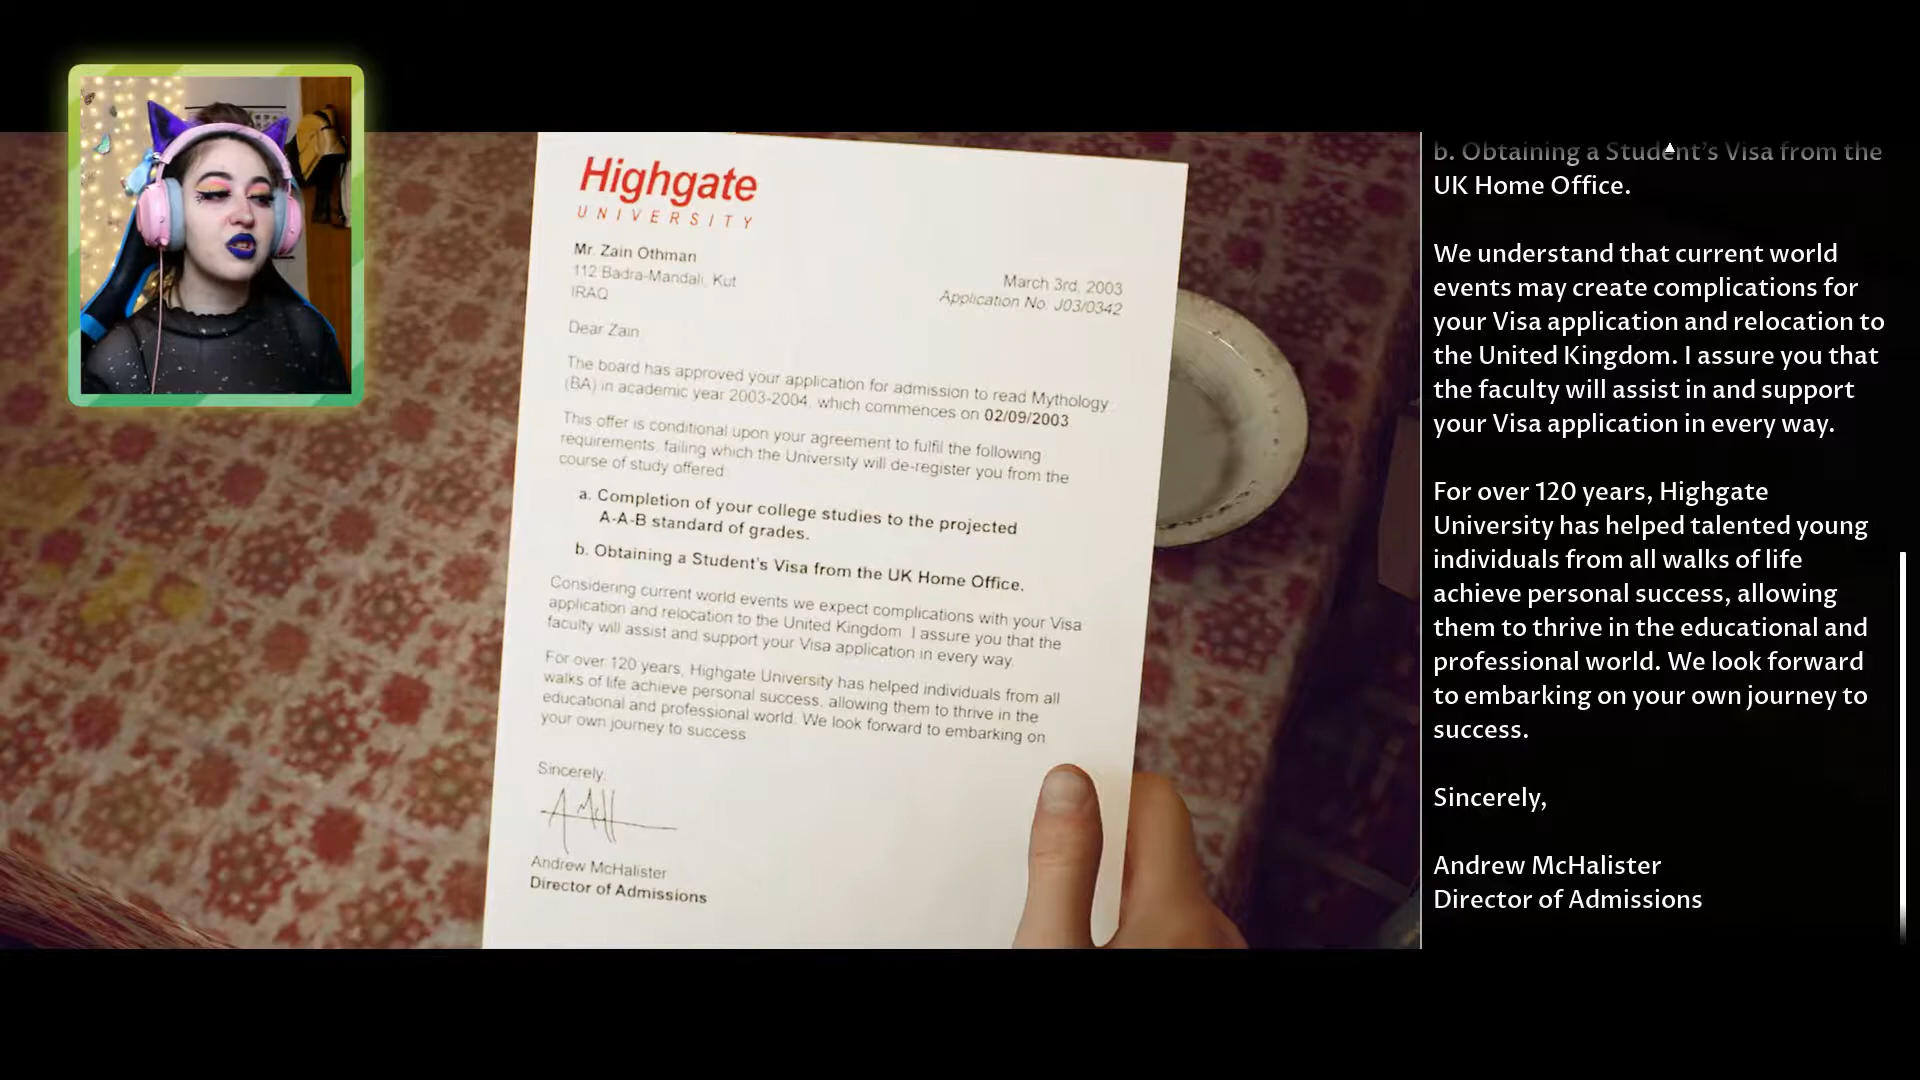 Highgate
UNIVERSITY
Mr. Zain Othman
112 Badra-Mandali, Kut
IRAQ
March 3rd, 2003
Application No. J03/0342
Dear Zain
The board has approved your application for admission to read Mythology
(BA) in academic year 2003-2004, which commences on 02/09/2003
This offer is conditional upon your agreement to fulfil the following
requirements, failing which the University will de-register you from the
course of study offered:
a. Completion of your college studies to the projected
A-A-B standard of grades.
b. Obtaining a Student's Visa from the UK Home Office.
Considering current world events we expect complications with your Visa
application and relocation to the United Kingdom. I assure you that the
faculty will assist and support your Visa application in every way.
For over 120 years, Highgate University has helped individuals from all
walks of life achieve personal success, allowing them to thrive in the
educational and professional world. We look forward to embarking on
your own journey to success
Sincerely,
Andrew McHalister
Director of Admissions
b. Obtaining a Student's Visa from the
UK Home Office.
We understand that current world
events may create complications for
your Visa application and relocation to
the United Kingdom. I assure you that
the faculty will assist in and support
your Visa application in every way.
For over 120 years, Highgate
University has helped talented young
individuals from all walks of life
achieve personal success, allowing
them to thrive in the educational and
professional world. We look forward
to embarking on your own journey to
success.
Sincerely,
Andrew McHalister
Director of Admissions